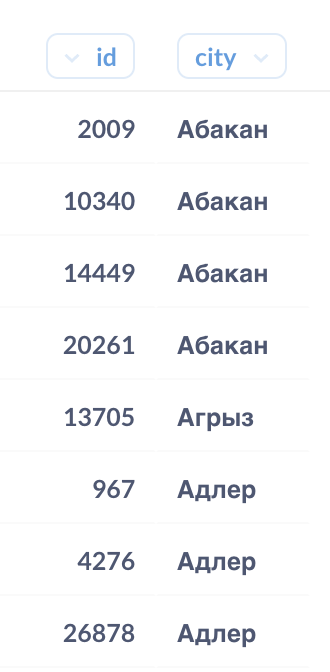 id city
2009 Абакан
10340 Абакан
14449 Абакан
20261 Абакан
13705 Агрыз
967 Адлер
4276 Адлер
26878 Адлер